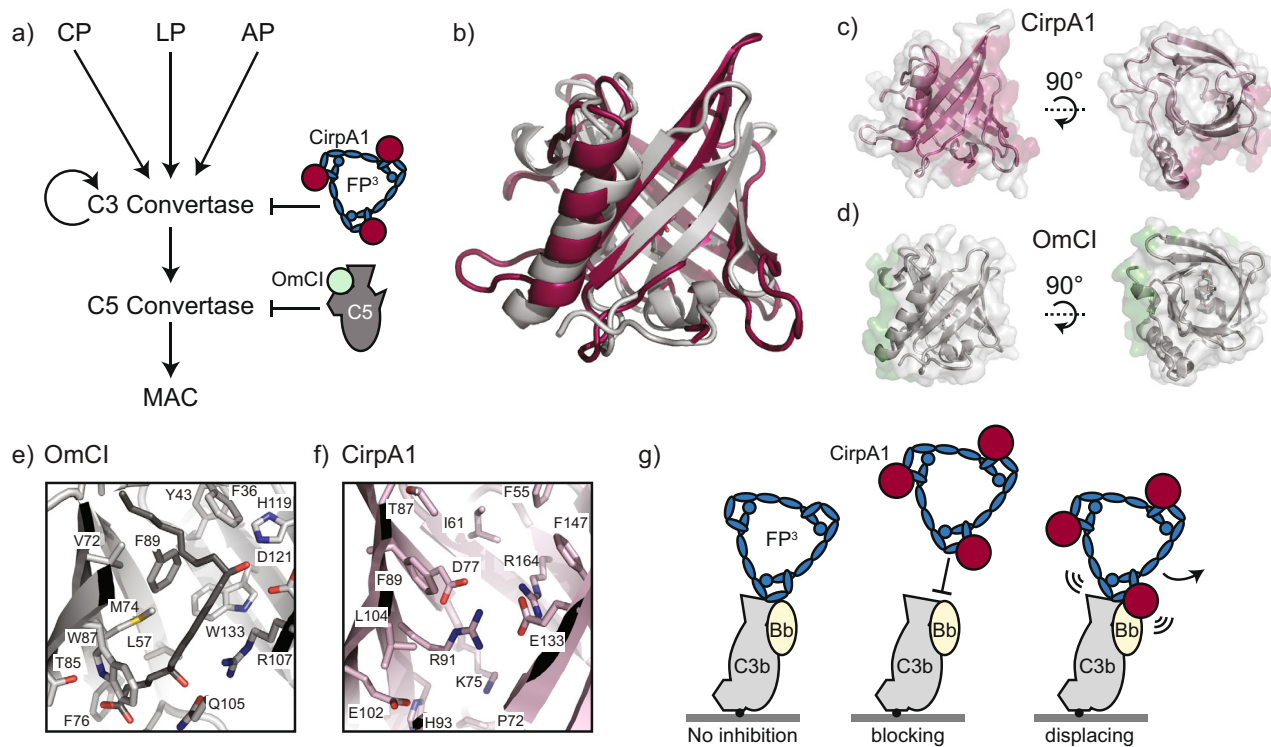 a)
CP
LP
AP
CirpA1
FP³
C3 Convertase
OmCI
C5
C5 Convertase
MAC
b)
c)
CirpA1
90°
d)
OmCI
90°
e) OmCI
Y43
F36
H119
V72
F89
D121
M74
L57
W133
W87
T85
R107
Q105
F76
f) CirpA1
T87
F55
I61
F147
D77
R164
F89
L104
E133
R91
K75
E102
H93
P72
g)
CirpA1
FP³
Bb
Bb
Bb
C3b
C3b
C3b
No inhibition
blocking
displacing